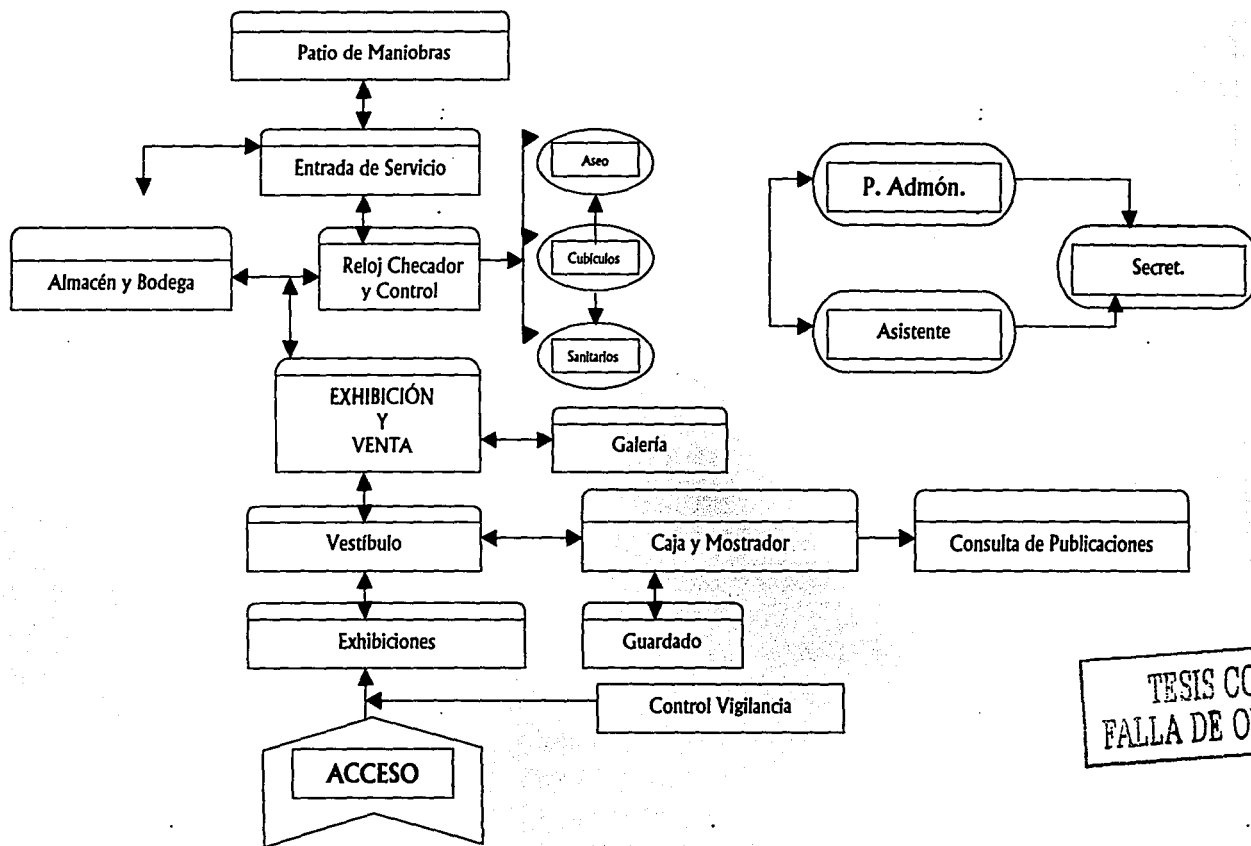 Patio de Maniobras
Entrada de Servicio
Aseo
P. Admón.
Almacén y Bodega
Reloj Checador
y Control
Cubículos
Secret.
Sanitarios
Asistente
EXHIBICIÓN
Y
VENTA
Galería
Vestíbulo
Caja y Mostrador
Consulta de Publicaciones
Exhibiciones
Guardado
Control Vigilancia
TESIS CO
FALLA DE O
ACCESO